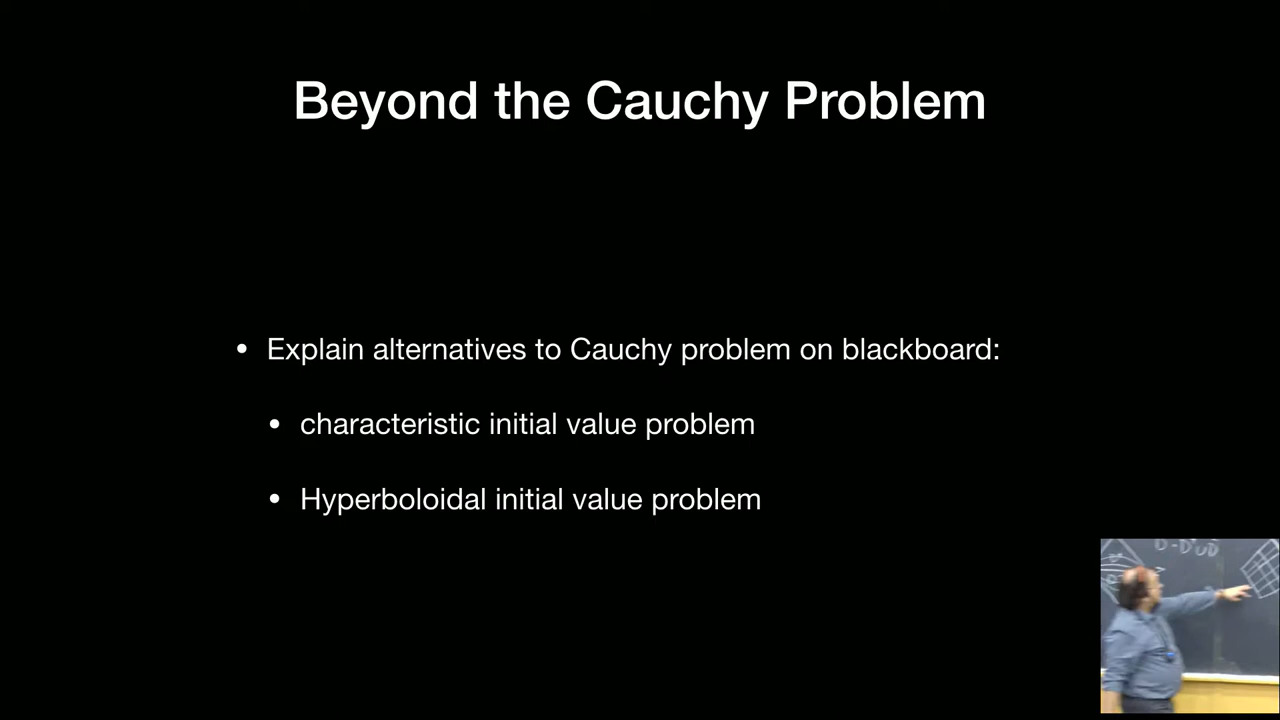 Beyond the Cauchy Problem
• Explain alternatives to Cauchy problem on blackboard:
• characteristic initial value problem
• Hyperboloidal initial value problem